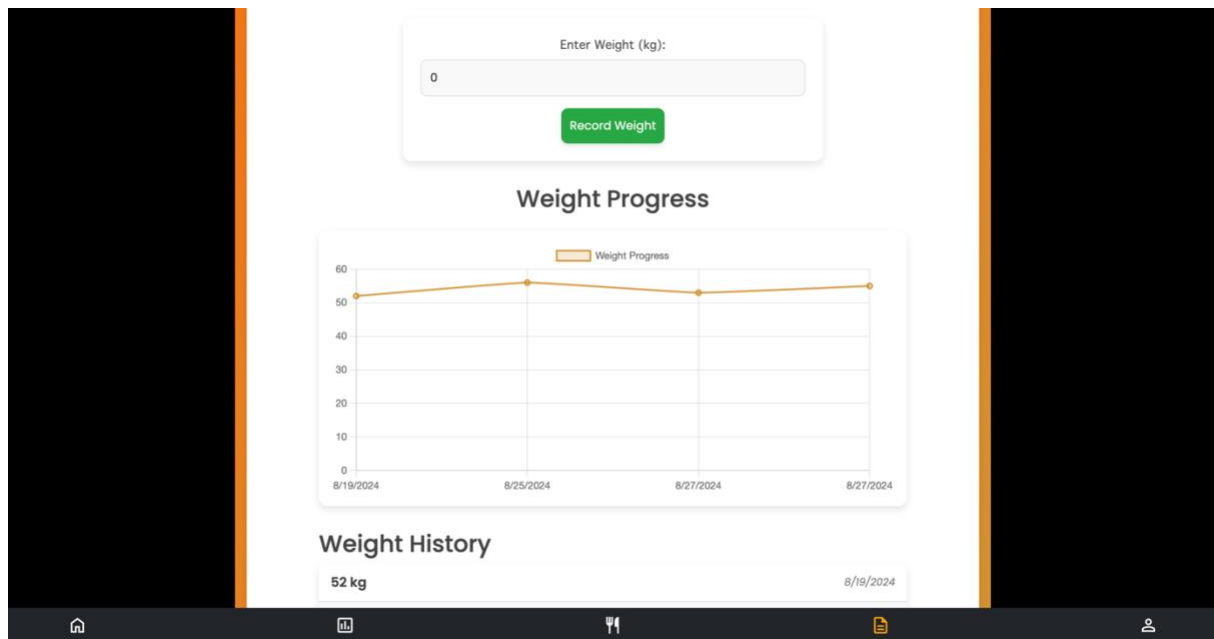 Enter Weight (kg):
0
Record Weight
Weight Progress
Weight Progress
60
50
40
30
20
10
0
8/19/2024 8/25/2024 8/27/2024 8/27/2024
Weight History
52 kg 8/19/2024